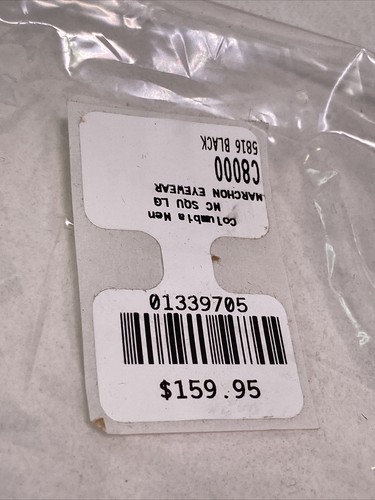 Columbia Men
MC SQU LG
MARCHON EYEWEAR
C8000
5816 BLACK
01339705
$159.95